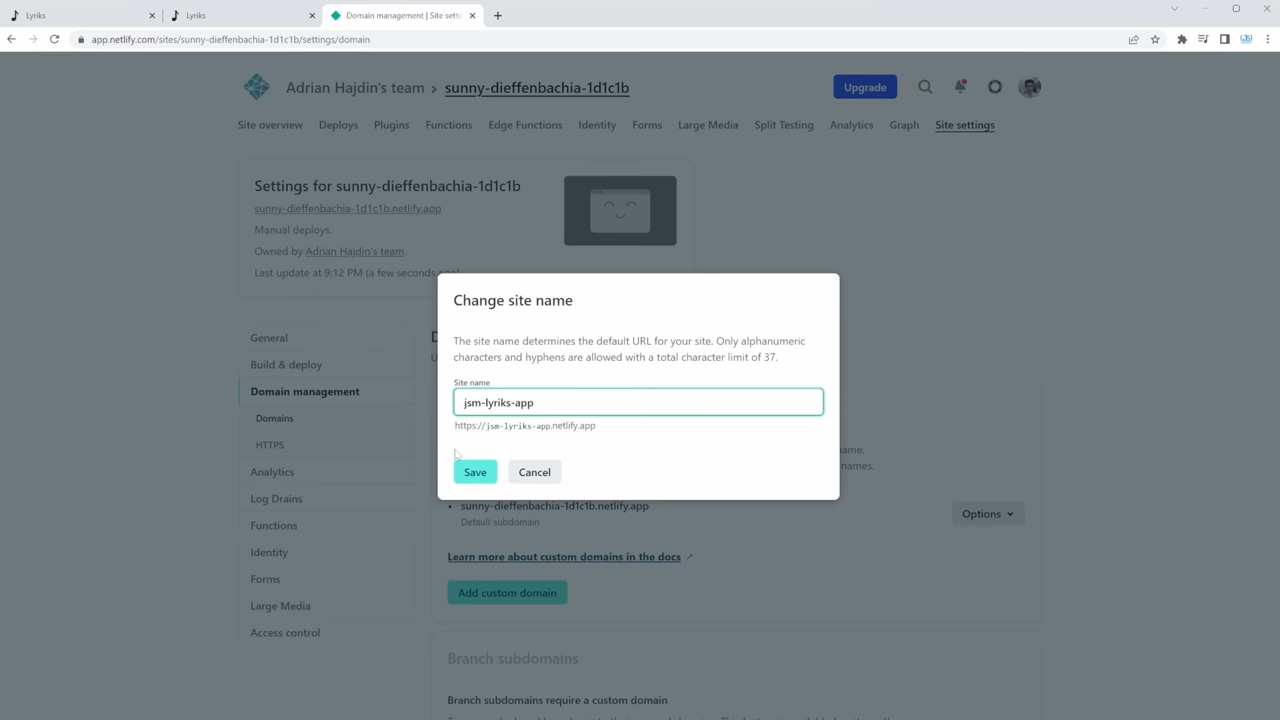 Lyriks
Lyriks
Domain management | Site setti
app.netlify.com/sites/sunny-dieffenbachia-1d1c1b/settings/domain
Adrian Hajdin's team › sunny-dieffenbachia-1d1c1b
Upgrade
Site overview Deploys Plugins Functions Edge Functions Identity Forms Large Media Split Testing Analytics Graph Site settings
Settings for sunny-dieffenbachia-1d1c1b
sunny-dieffenbachia-1d1c1b.netlify.app
Manual deploys.
Owned by Adrian Hajdin's team.
Last update at 9:12 PM (a few seconds ago)
Change site name
The site name determines the default URL for your site. Only alphanumeric
characters and hyphens are allowed with a total character limit of 37.
Site name
jsm-lyriks-app
https://jsm-lyriks-app.netlify.app
Save Cancel
General
Build & deploy
Domain management
Domains
HTTPS
Analytics
Log Drains
Functions
Identity
Forms
Large Media
Access control
ame.
names.
sunny-dieffenbachia-1d1c1b.netlify.app
Default subdomain
Options
Learn more about custom domains in the docs
Add custom domain
Branch subdomains
Branch subdomains require a custom domain